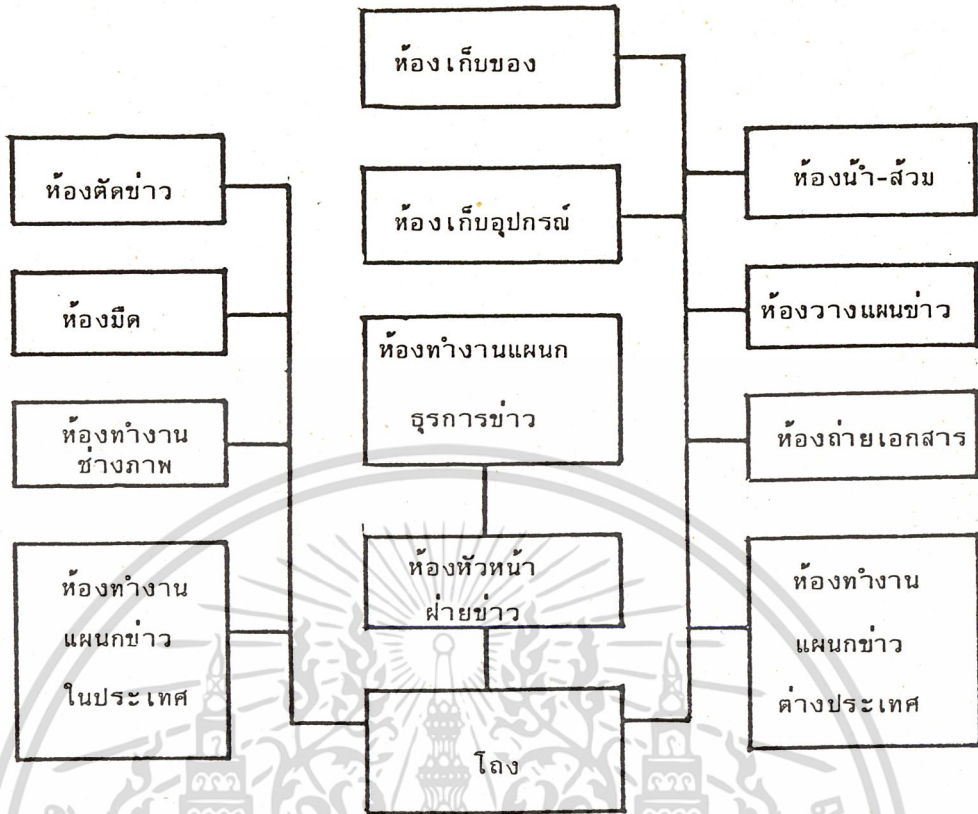 ห้องเก็บของ
ห้องตัดข่าว
ห้องเก็บอุปกรณ์
ห้องน้ำ-ส้วม
ห้องมืด
ห้องวางแผนข่าว
ห้องทำงานแผนก
ธุรการข่าว
ห้องทำงาน
ช่างภาพ
ห้องถ่ายเอกสาร
ห้องทำงาน
แผนกข่าว
ในประเทศ
ห้องหัวหน้า
ฝ่ายข่าว
ห้องทำงาน
แผนกข่าว
ต่างประเทศ
โถง